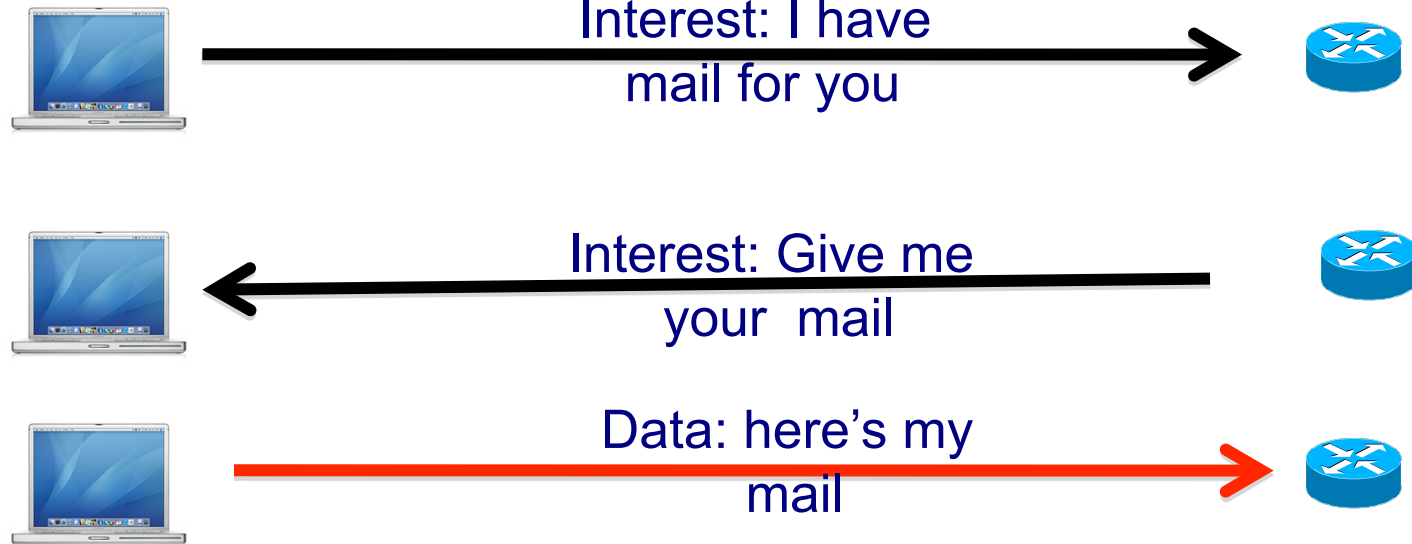 Interest: I have
mail for you
Interest: Give me
your  mail
Data: here’s my
mail